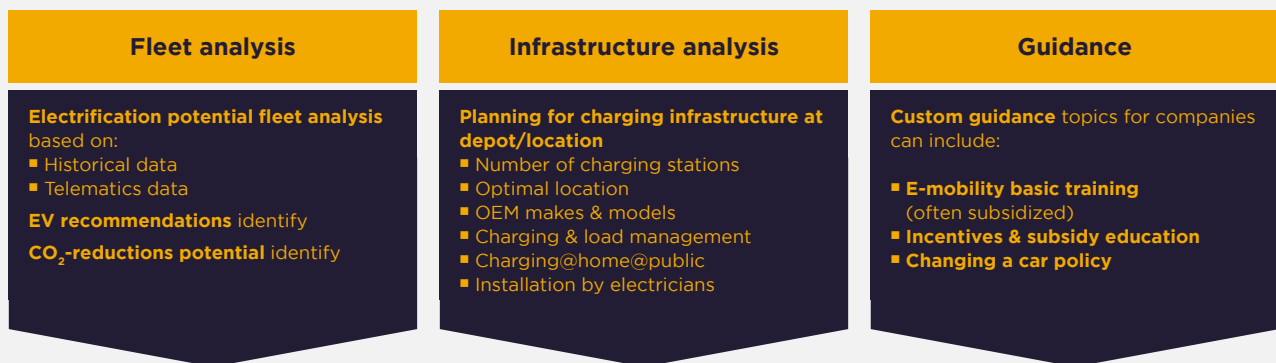 Fleet analysis
Electrification potential fleet analysis
based on:
▪ Historical data
▪ Telematics data
EV recommendations identify
CO₂-reductions potential identify
Infrastructure analysis
Planning for charging infrastructure at
depot/location
▪ Number of charging stations
▪ Optimal location
▪ OEM makes & models
▪ Charging & load management
▪ Charging@home@public
▪ Installation by electricians
Guidance
Custom guidance topics for companies
can include:
▪ E-mobility basic training
(often subsidized)
▪ Incentives & subsidy education
▪ Changing a car policy